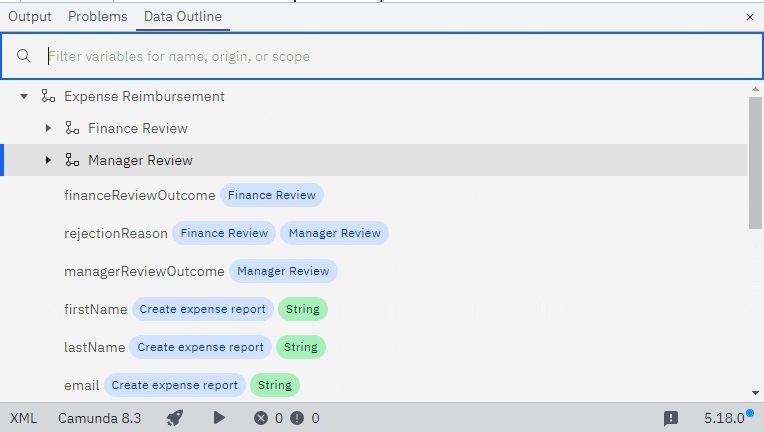 Output Problems Data Outline ×
Filter variables for name, origin, or scope
Expense Reimbursement
Finance Review
Manager Review
financeReviewOutcome Finance Review
rejectionReason Finance Review Manager Review
managerReviewOutcome Manager Review
firstName Create expense report String
lastName Create expense report String
email Create expense report String
XML Camunda 8.3 0 0 5.18.0